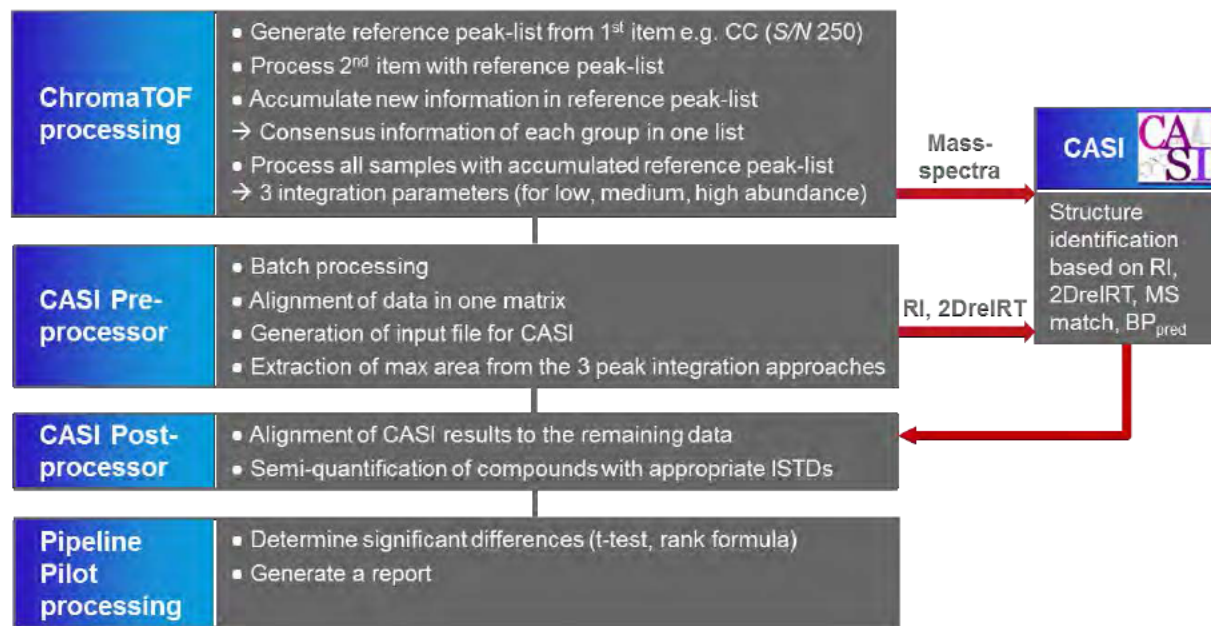 ChromaTOF
processing
● Generate reference peak-list from 1st item e.g. CC (S/N 250)
● Process 2nd item with reference peak-list
● Accumulate new information in reference peak-list
→ Consensus information of each group in one list
● Process all samples with accumulated reference peak-list
→ 3 integration parameters (for low, medium, high abundance)
Mass-
spectra
CASI
CASI
Structure
identification
based on RI,
2DrelRT, MS
match, BPpred
CASI Pre-
processor
● Batch processing
● Alignment of data in one matrix
● Generation of input file for CASI
● Extraction of max area from the 3 peak integration approaches
RI, 2DrelRT
CASI Post-
processor
● Alignment of CASI results to the remaining data
● Semi-quantification of compounds with appropriate ISTDs
Pipeline
Pilot
processing
● Determine significant differences (t-test, rank formula)
● Generate a report